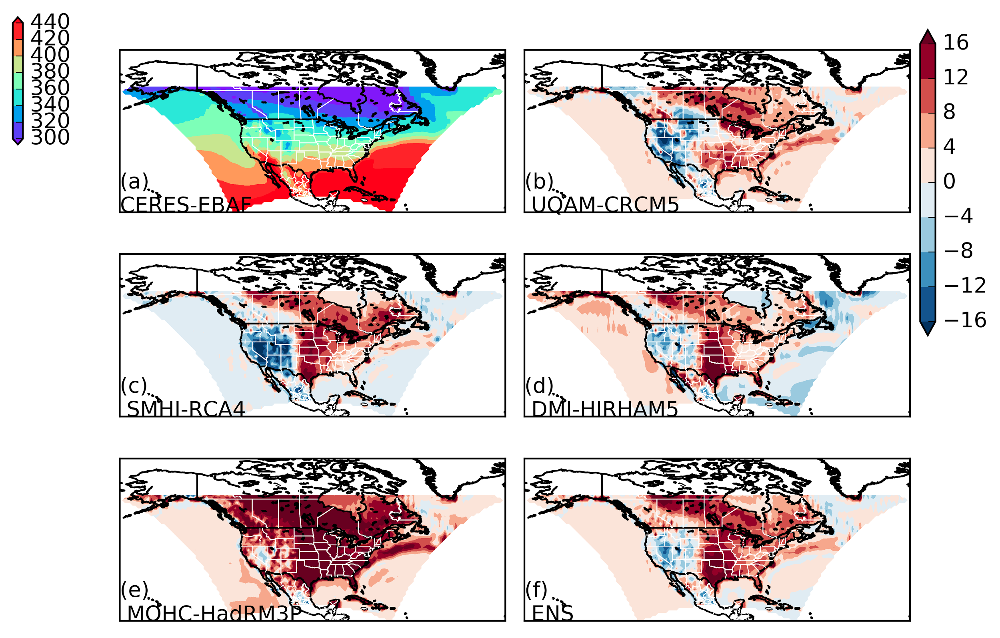 440
420
400
380
360
340
320
300
(a)
CERES-EBAF
(b)
UQAM-CRCM5
16
12
8
4
0
−4
−8
−12
−16
(c)
SMHI-RCA4
(d)
DMI-HIRHAM5
(e)
MOHC-HadRM3P
(f)
ENS